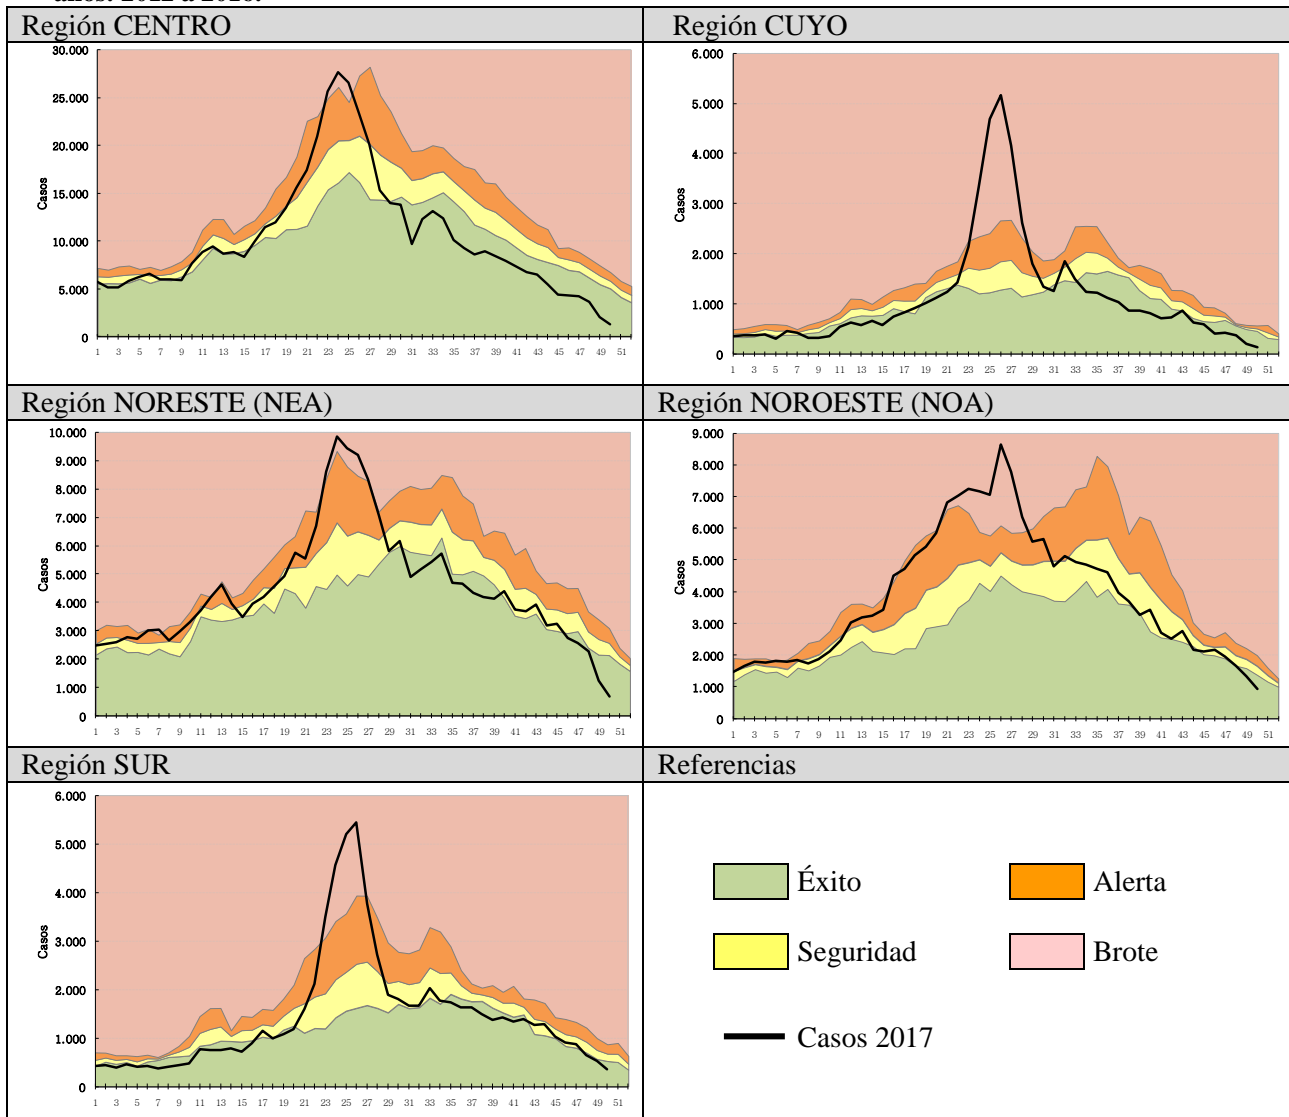 años. 2012 a 2016.
Región CENTRO
Región CUYO
30.000
25.000
20.000
15.000
10.000
5.000
0
Casos
1 3 5 7 9 11 13 15 17 19 21 23 25 27 29 31 33 35 37 39 41 43 45 47 49 51
6.000
5.000
4.000
3.000
2.000
1.000
0
Casos
1 3 5 7 9 11 13 15 17 19 21 23 25 27 29 31 33 35 37 39 41 43 45 47 49 51
Región NORESTE (NEA)
Región NOROESTE (NOA)
10.000
9.000
8.000
7.000
6.000
5.000
4.000
3.000
2.000
1.000
0
Casos
1 3 5 7 9 11 13 15 17 19 21 23 25 27 29 31 33 35 37 39 41 43 45 47 49 51
9.000
8.000
7.000
6.000
5.000
4.000
3.000
2.000
1.000
0
Casos
1 3 5 7 9 11 13 15 17 19 21 23 25 27 29 31 33 35 37 39 41 43 45 47 49 51
Región SUR
Referencias
6.000
5.000
4.000
3.000
2.000
1.000
0
Casos
1 3 5 7 9 11 13 15 17 19 21 23 25 27 29 31 33 35 37 39 41 43 45 47 49 51
Éxito
Alerta
Seguridad
Brote
Casos 2017